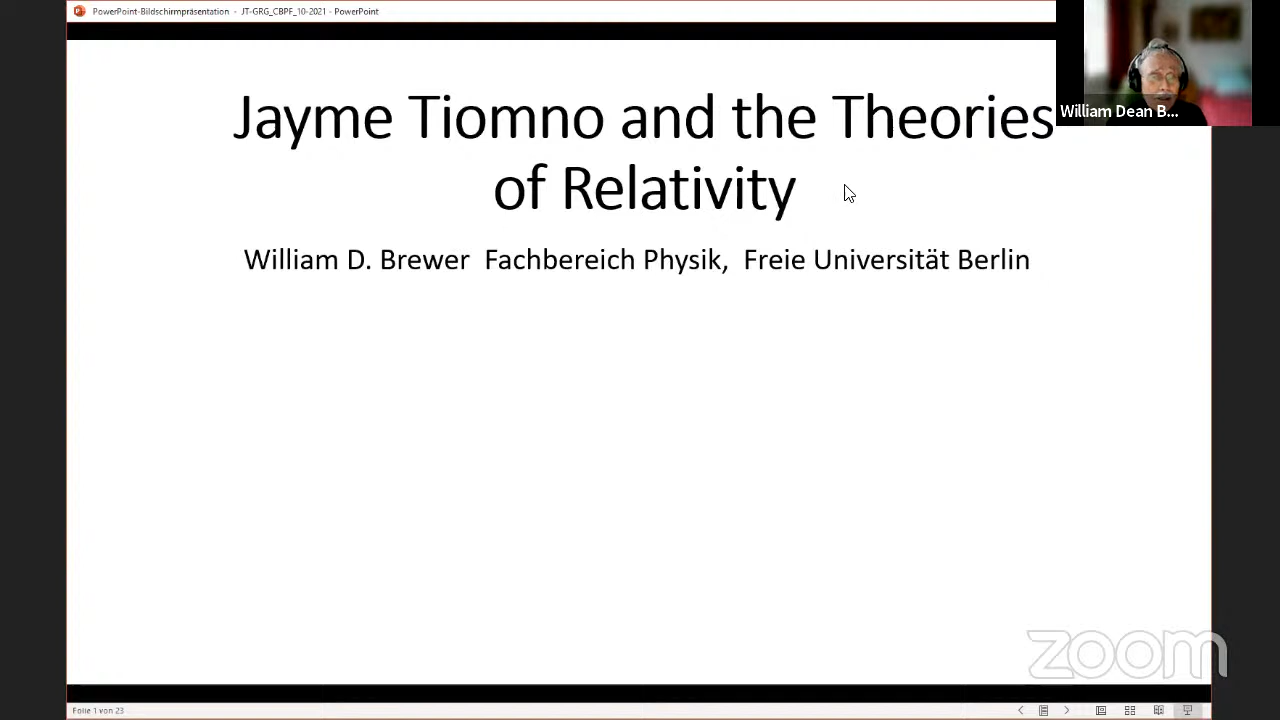 PowerPoint-Bildschirmpräsentation - JT-GRG_CBPF_10-2021 - PowerPoint
William Dean B...
Jayme Tiomno and the Theories
of Relativity
William D. Brewer Fachbereich Physik, Freie Universität Berlin
zoom
Folie 1 von 23